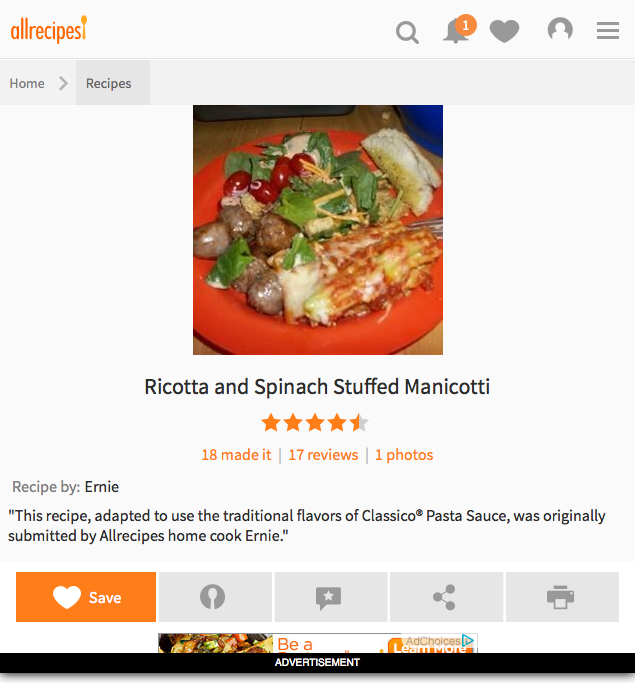 allrecipes
1
Home
Recipes
Ricotta and Spinach Stuffed Manicotti
18 made it | 17 reviews | 1 photos
Recipe by: Ernie
"This recipe, adapted to use the traditional flavors of Classico® Pasta Sauce, was originally
submitted by Allrecipes home cook Ernie."
Save
Be a
AdChoices
Learn More
ADVERTISEMENT